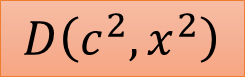 D(c², x²)